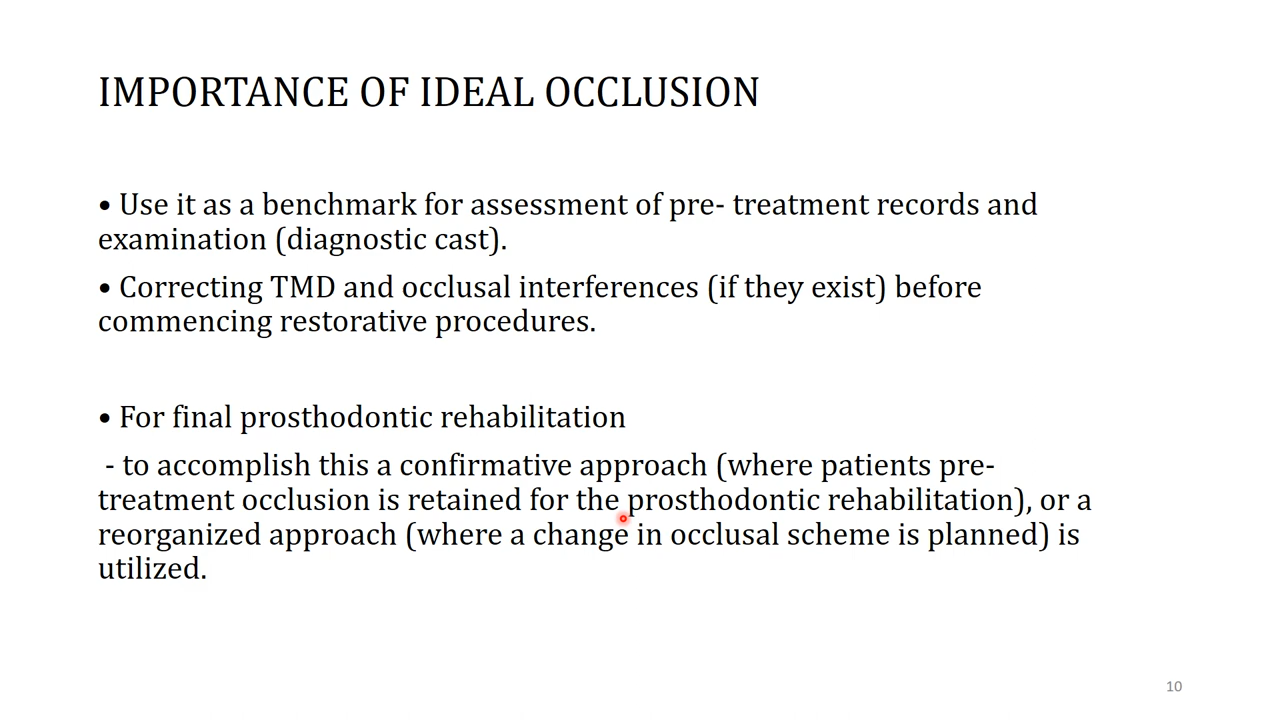 IMPORTANCE OF IDEAL OCCLUSION
• Use it as a benchmark for assessment of pre- treatment records and
examination (diagnostic cast).
• Correcting TMD and occlusal interferences (if they exist) before
commencing restorative procedures.
• For final prosthodontic rehabilitation
- to accomplish this a confirmative approach (where patients pre-
treatment occlusion is retained for the prosthodontic rehabilitation), or a
reorganized approach (where a change in occlusal scheme is planned) is
utilized.
10